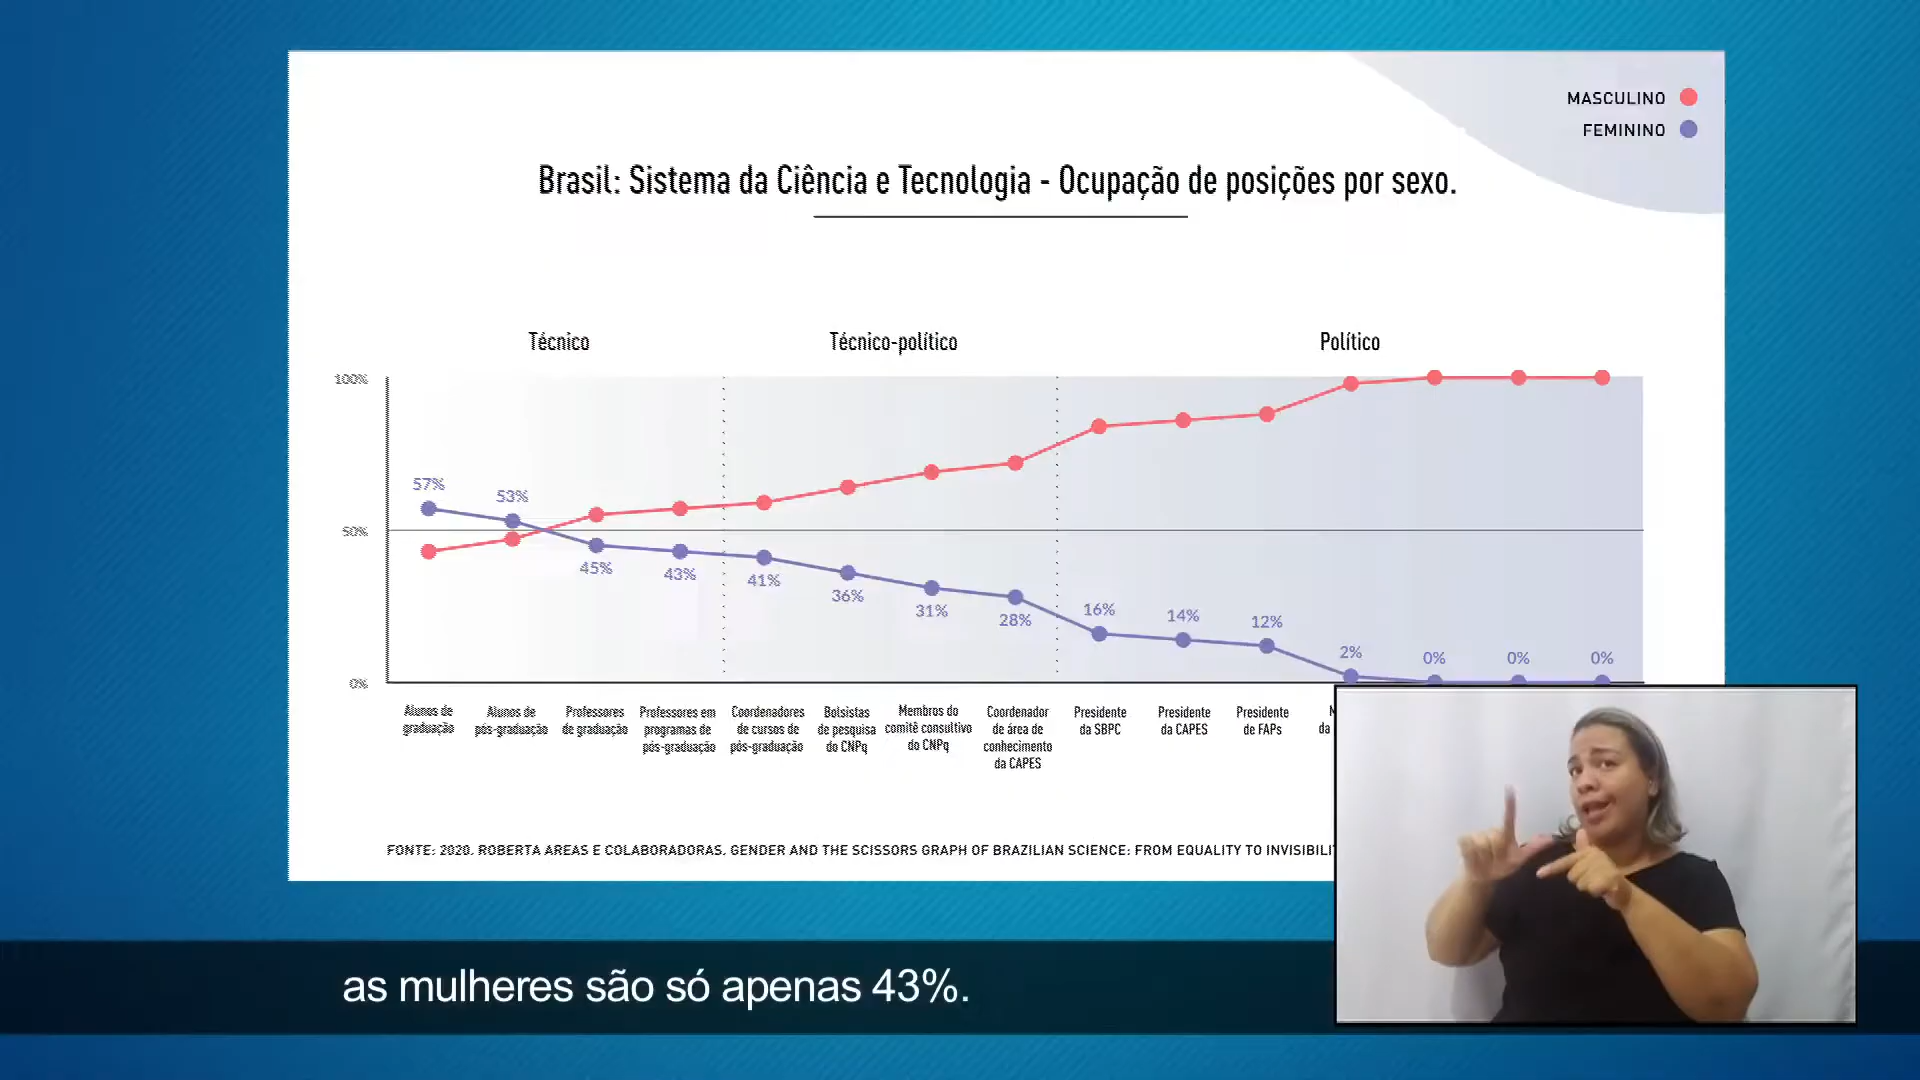 MASCULINO
FEMININO
Brasil: Sistema da Ciência e Tecnologia - Ocupação de posições por sexo.
Técnico
Técnico-político
Político
100%
50%
0%
57%
53%
45%
43%
41%
36%
31%
28%
16%
14%
12%
2%
0%
0%
0%
Alunos de
graduação
Alunos de
pós-graduação
Professores
de graduação
Professores em
programas de
pós-graduação
Coordenadores
de cursos de
pós-graduação
Bolsistas
de pesquisa
do CNPq
Membros do
comitê consultivo
do CNPq
Coordenador
de área de
conhecimento
da CAPES
Presidente
da SBPC
Presidente
da CAPES
Presidente
de FAPs
da
FONTE: 2020. ROBERTA AREAS E COLABORADORAS. GENDER AND THE SCISSORS GRAPH OF BRAZILIAN SCIENCE: FROM EQUALITY TO
as mulheres são só apenas 43%.